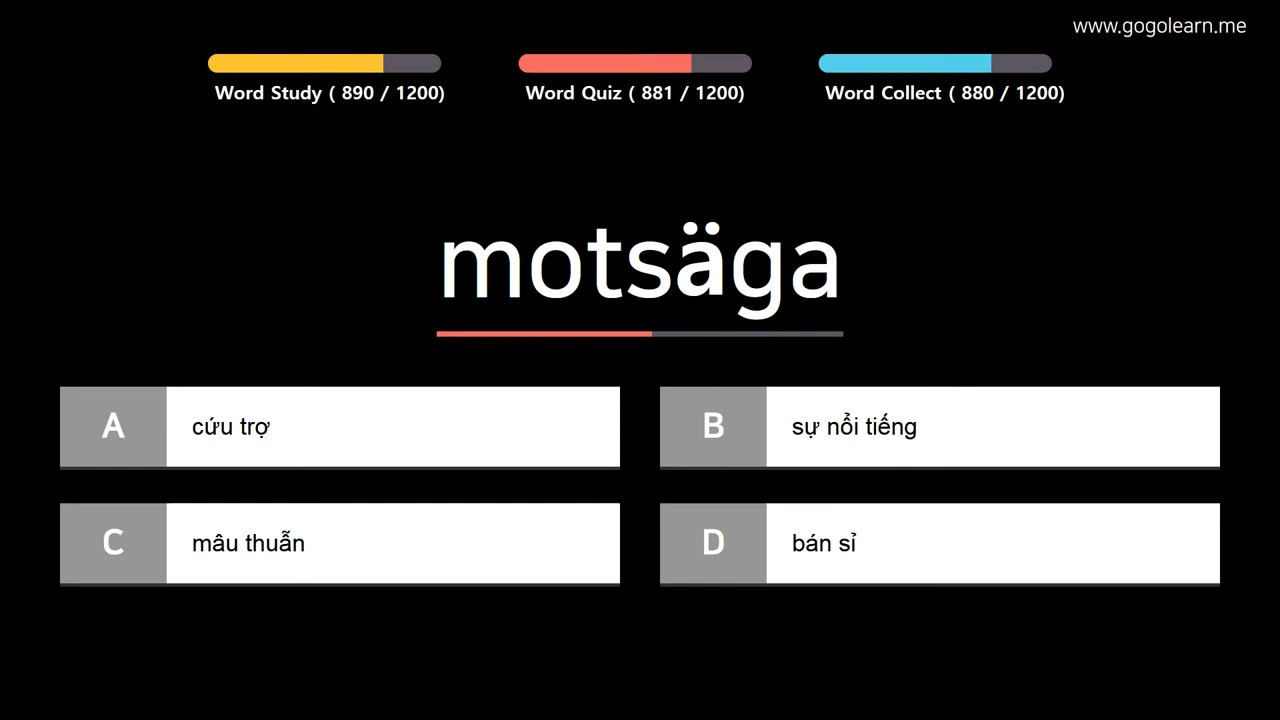 www.gogolearn.me
Word Study ( 890 / 1200)
Word Quiz ( 881 / 1200)
Word Collect ( 880 / 1200)
motsäga
A cứu trợ
B sự nổi tiếng
C mâu thuẫn
D bán sỉ